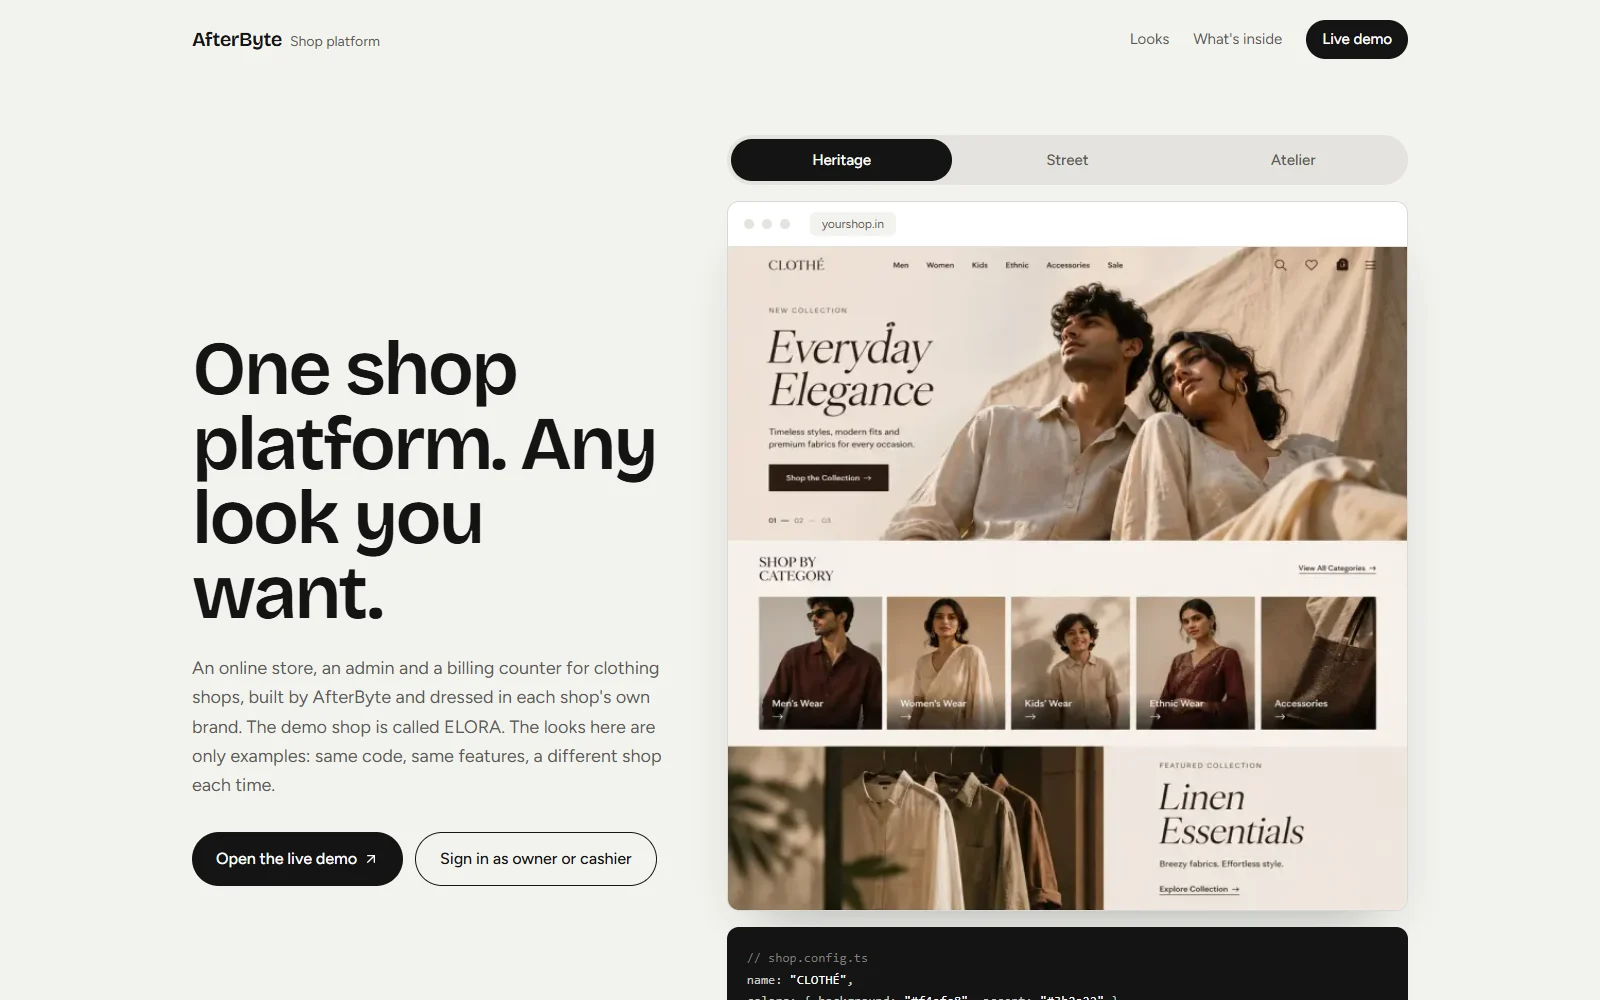 AfterByte Shop platform
Looks What's inside Live demo
Heritage Street Atelier
yourshop.in
CLOTHÉ Men Women Kids Ethnic Accessories Sale
NEW COLLECTION
Everyday
Elegance
Timeless styles, modern fits and
premium fabrics for every occasion.
Shop the Collection →
01 — 02 — 03
SHOP BY
CATEGORY
View All Categories →
Men's Wear
→
Women's Wear
→
Kids' Wear
→
Ethnic Wear
→
Accessories
→
FEATURED COLLECTION
Linen
Essentials
Breezy fabrics. Effortless style.
Explore Collection →
One shop
platform. Any
look you
want.
An online store, an admin and a billing counter for clothing
shops, built by AfterByte and dressed in each shop's own
brand. The demo shop is called ELORA. The looks here are
only examples: same code, same features, a different shop
each time.
Open the live demo ↗
Sign in as owner or cashier
// shop.config.ts
name: "CLOTHÉ",